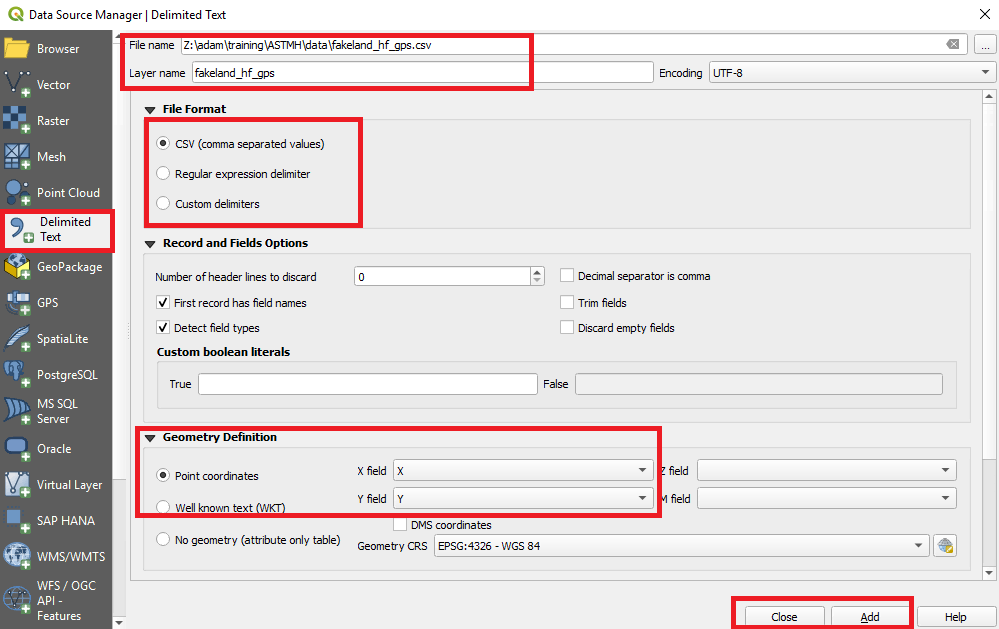 Data Source Manager | Delimited Text
Browser
Vector
Raster
Mesh
Point Cloud
Delimited
Text
GeoPackage
GPS
SpatiaLite
PostgreSQL
MS SQL
Server
Oracle
Virtual Layer
SAP HANA
WMS/WMTS
WFS / OGC
API -
Features
File name Z:\adam\training\ASTMH\data\fakeland_hf_gps.csv ...
Layer name fakeland_hf_gps Encoding UTF-8
File Format
CSV (comma separated values)
Regular expression delimiter
Custom delimiters
Record and Fields Options
Number of header lines to discard 0 Decimal separator is comma
First record has field names Trim fields
Detect field types Discard empty fields
Custom boolean literals
True False
Geometry Definition
Point coordinates X field X Z field
Y field Y M field
Well known text (WKT)
DMS coordinates
No geometry (attribute only table) Geometry CRS EPSG:4326 - WGS 84
Close Add Help